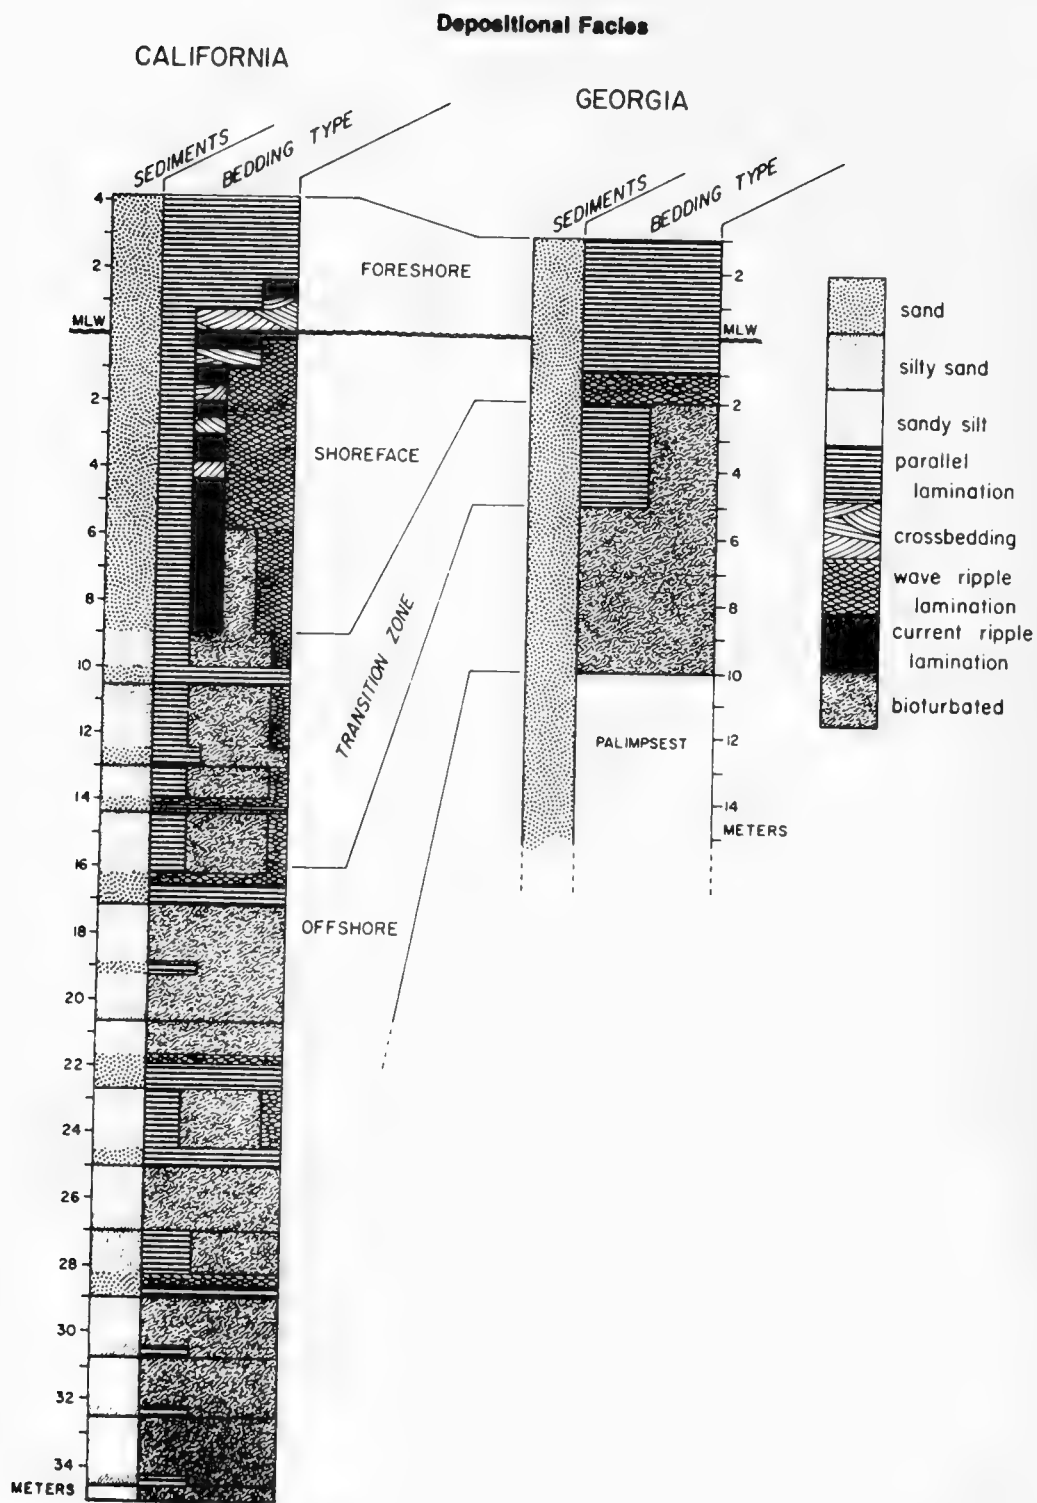 Depositional Facies
CALIFORNIA
GEORGIA
SEDIMENTS
BEDDING TYPE
SEDIMENTS
BEDDING TYPE
4
2
MLW
2
4
6
8
10
12
14
16
18
20
22
24
26
28
30
32
34
METERS
FORESHORE
SHOREFACE
TRANSITION ZONE
OFFSHORE
2
MLW
2
4
6
8
10
12
14
METERS
PALIMPSEST
sand
silty sand
sandy silt
parallel
lamination
crossbedding
wave ripple
lamination
current ripple
lamination
bioturbated